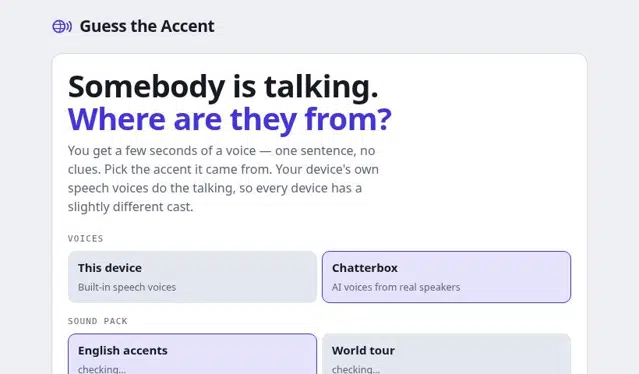 Guess the Accent
Somebody is talking.
Where are they from?
You get a few seconds of a voice — one sentence, no
clues. Pick the accent it came from. Your device's own
speech voices do the talking, so every device has a
slightly different cast.
VOICES
This device
Built-in speech voices
Chatterbox
AI voices from real speakers
SOUND PACK
English accents
checking...
World tour
checking...